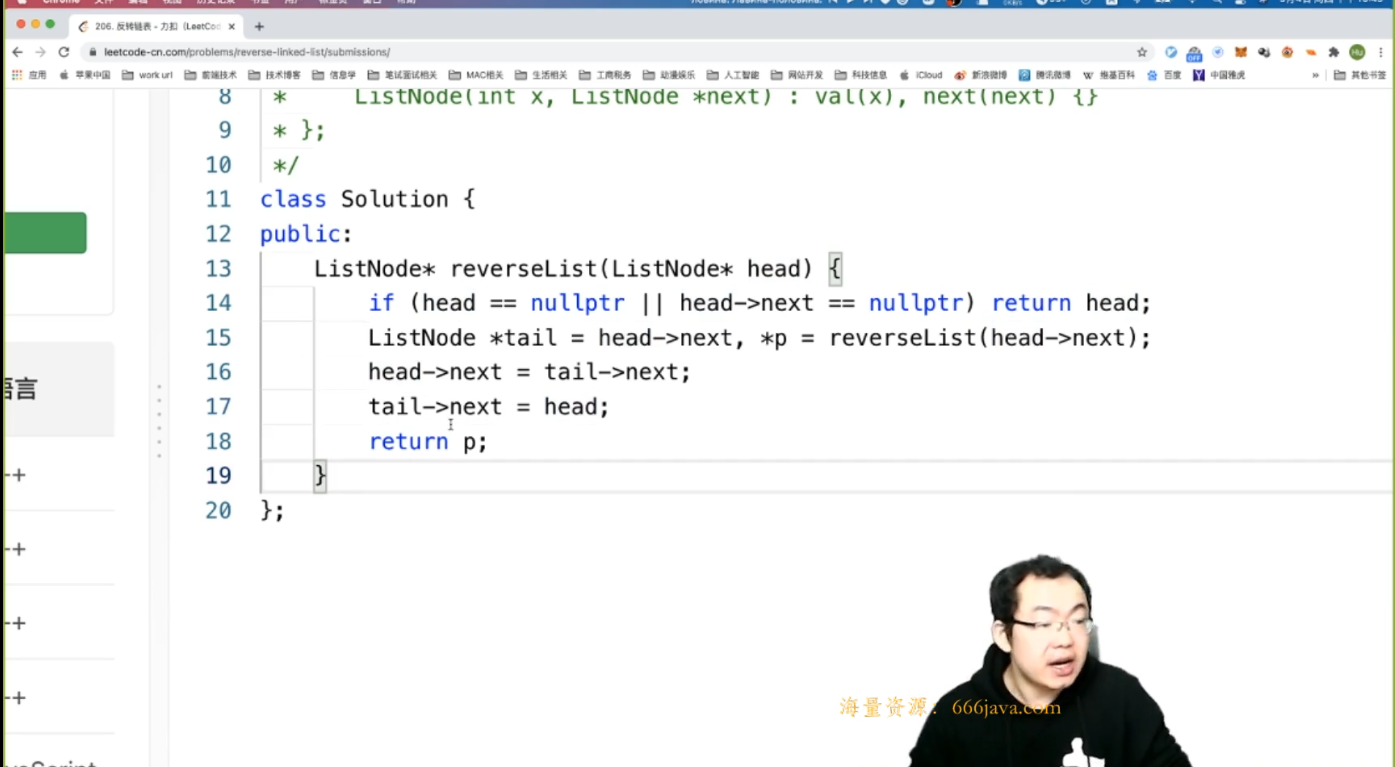 206. 反转链表 - 力扣 (LeetCo
leetcode-cn.com/problems/reverse-linked-list/submissions/
应用 苹果中国 work url 前端技术 技术博客 信息学 笔试面试相关 MAC相关 生活相关 工商税务 动漫娱乐 人工智能 网站开发 科技信息 iCloud 新浪微博 腾讯微博 维基百科 百度 中国雅虎 » 其他书签
8 * ListNode(int x, ListNode *next) : val(x), next(next) {}
9 * };
10 */
11 class Solution {
12 public:
13 ListNode* reverseList(ListNode* head) {
14 if (head == nullptr || head->next == nullptr) return head;
15 ListNode *tail = head->next, *p = reverseList(head->next);
16 head->next = tail->next;
17 tail->next = head;
18 return p;
19 }
20 };
语言
-+
-+
-+
-+
海量资源：666java.com